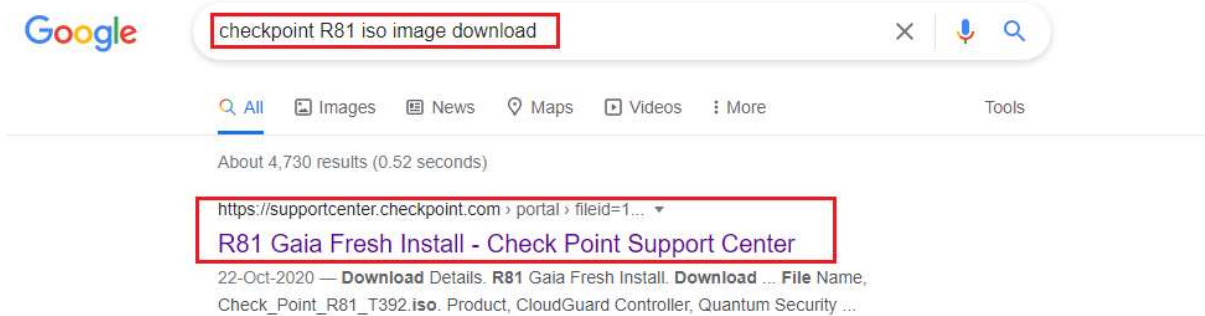 Google
checkpoint R81 iso image download
All Images News Maps Videos More Tools
About 4,730 results (0.52 seconds)
https://supportcenter.checkpoint.com › portal › fileid=1...
R81 Gaia Fresh Install - Check Point Support Center
22-Oct-2020 — Download Details. R81 Gaia Fresh Install. Download ... File Name,
Check_Point_R81_T392.iso. Product, CloudGuard Controller, Quantum Security ...